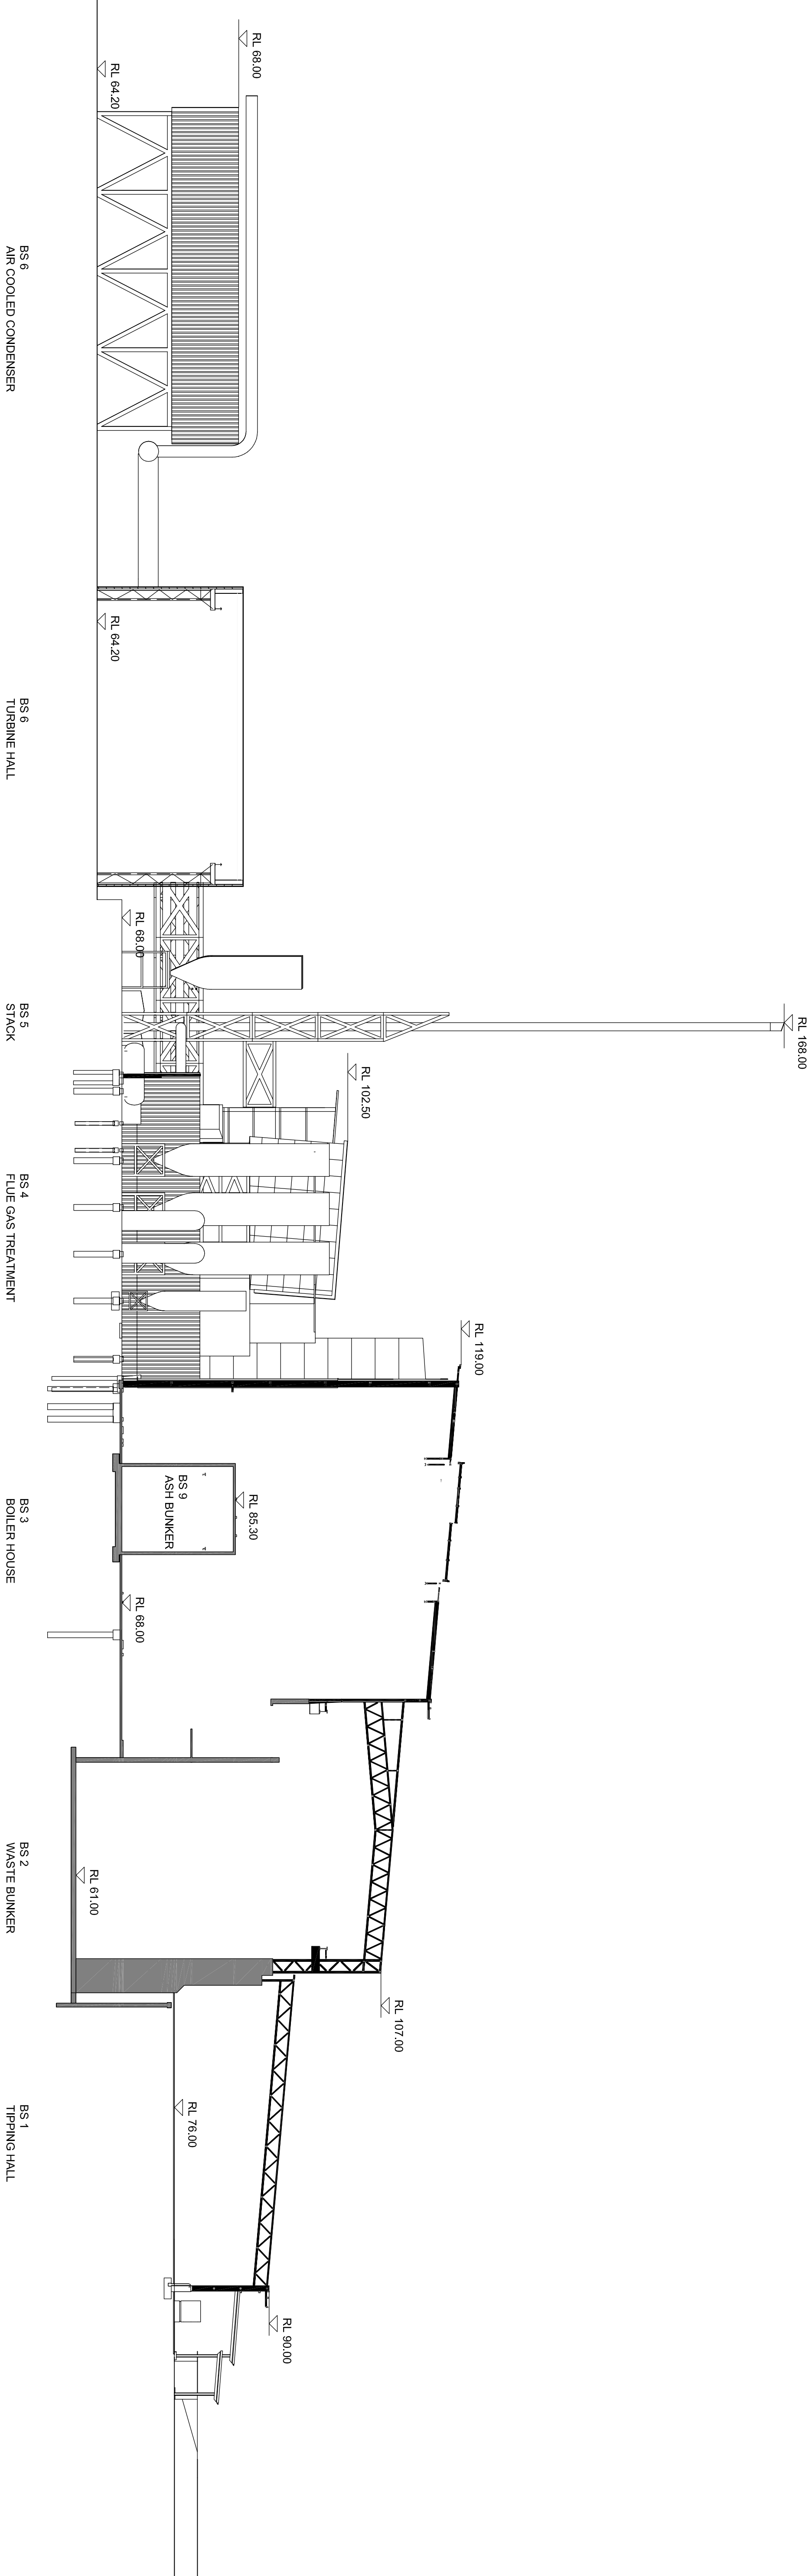 RL 68.00
RL 64.20
BS 6
AIR COOLED CONDENSER
RL 64.20
BS 6
TURBINE HALL
RL 68.00
BS 5
STACK
RL 168.00
RL 102.50
BS 4
FLUE GAS TREATMENT
RL 119.00
BS 9
ASH BUNKER
RL 85.30
RL 68.00
BS 3
BOILER HOUSE
RL 61.00
BS 2
WASTE BUNKER
RL 107.00
RL 76.00
BS 1
TIPPING HALL
RL 90.00